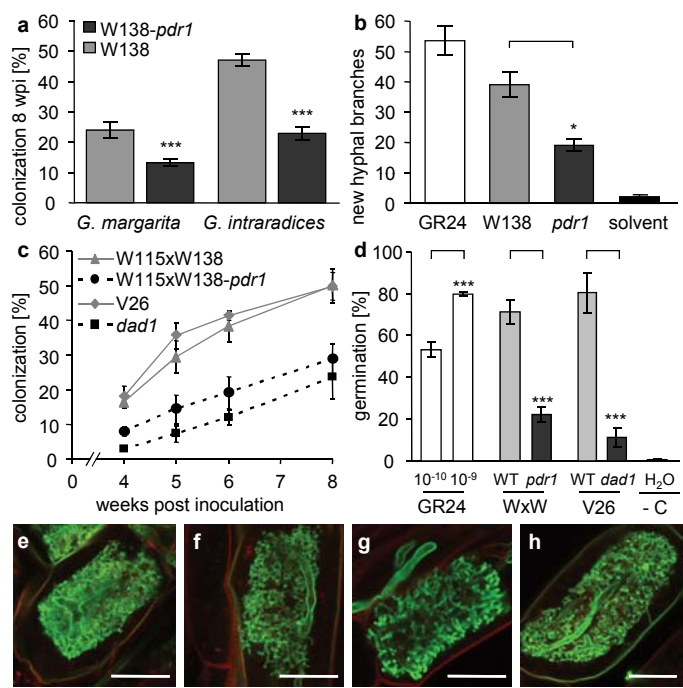 a
W138-pdr1
W138
colonization 8 wpi [%]
60
50
40
30
20
10
0
***
***
G. margarita G. intraradices
b
new hyphal branches
60
50
40
30
20
10
0
*
GR24 W138 pdr1 solvent
c
W115xW138
W115xW138-pdr1
V26
dad1
colonization [%]
60
50
40
30
20
10
0
0 4 5 6 7 8
weeks post inoculation
d
germination [%]
100
80
60
40
20
0
***
***
***
10⁻¹⁰ 10⁻⁹ WT pdr1 WT dad1 H₂O
GR24 WxW V26 - C
e f g h